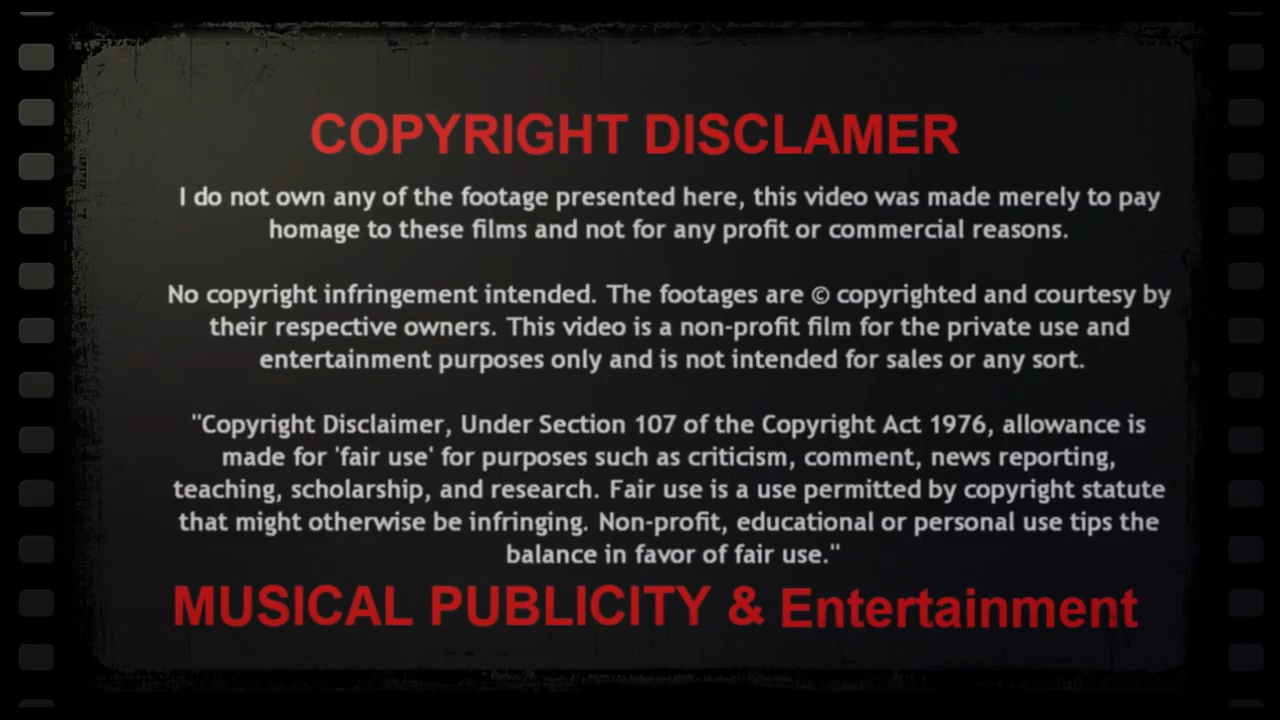 COPYRIGHT DISCLAMER
I do not own any of the footage presented here, this video was made merely to pay
homage to these films and not for any profit or commercial reasons.
No copyright infringement intended. The footages are © copyrighted and courtesy by
their respective owners. This video is a non-profit film for the private use and
entertainment purposes only and is not intended for sales or any sort.
"Copyright Disclaimer, Under Section 107 of the Copyright Act 1976, allowance is
made for 'fair use' for purposes such as criticism, comment, news reporting,
teaching, scholarship, and research. Fair use is a use permitted by copyright statute
that might otherwise be infringing. Non-profit, educational or personal use tips the
balance in favor of fair use."
MUSICAL PUBLICITY & Entertainment